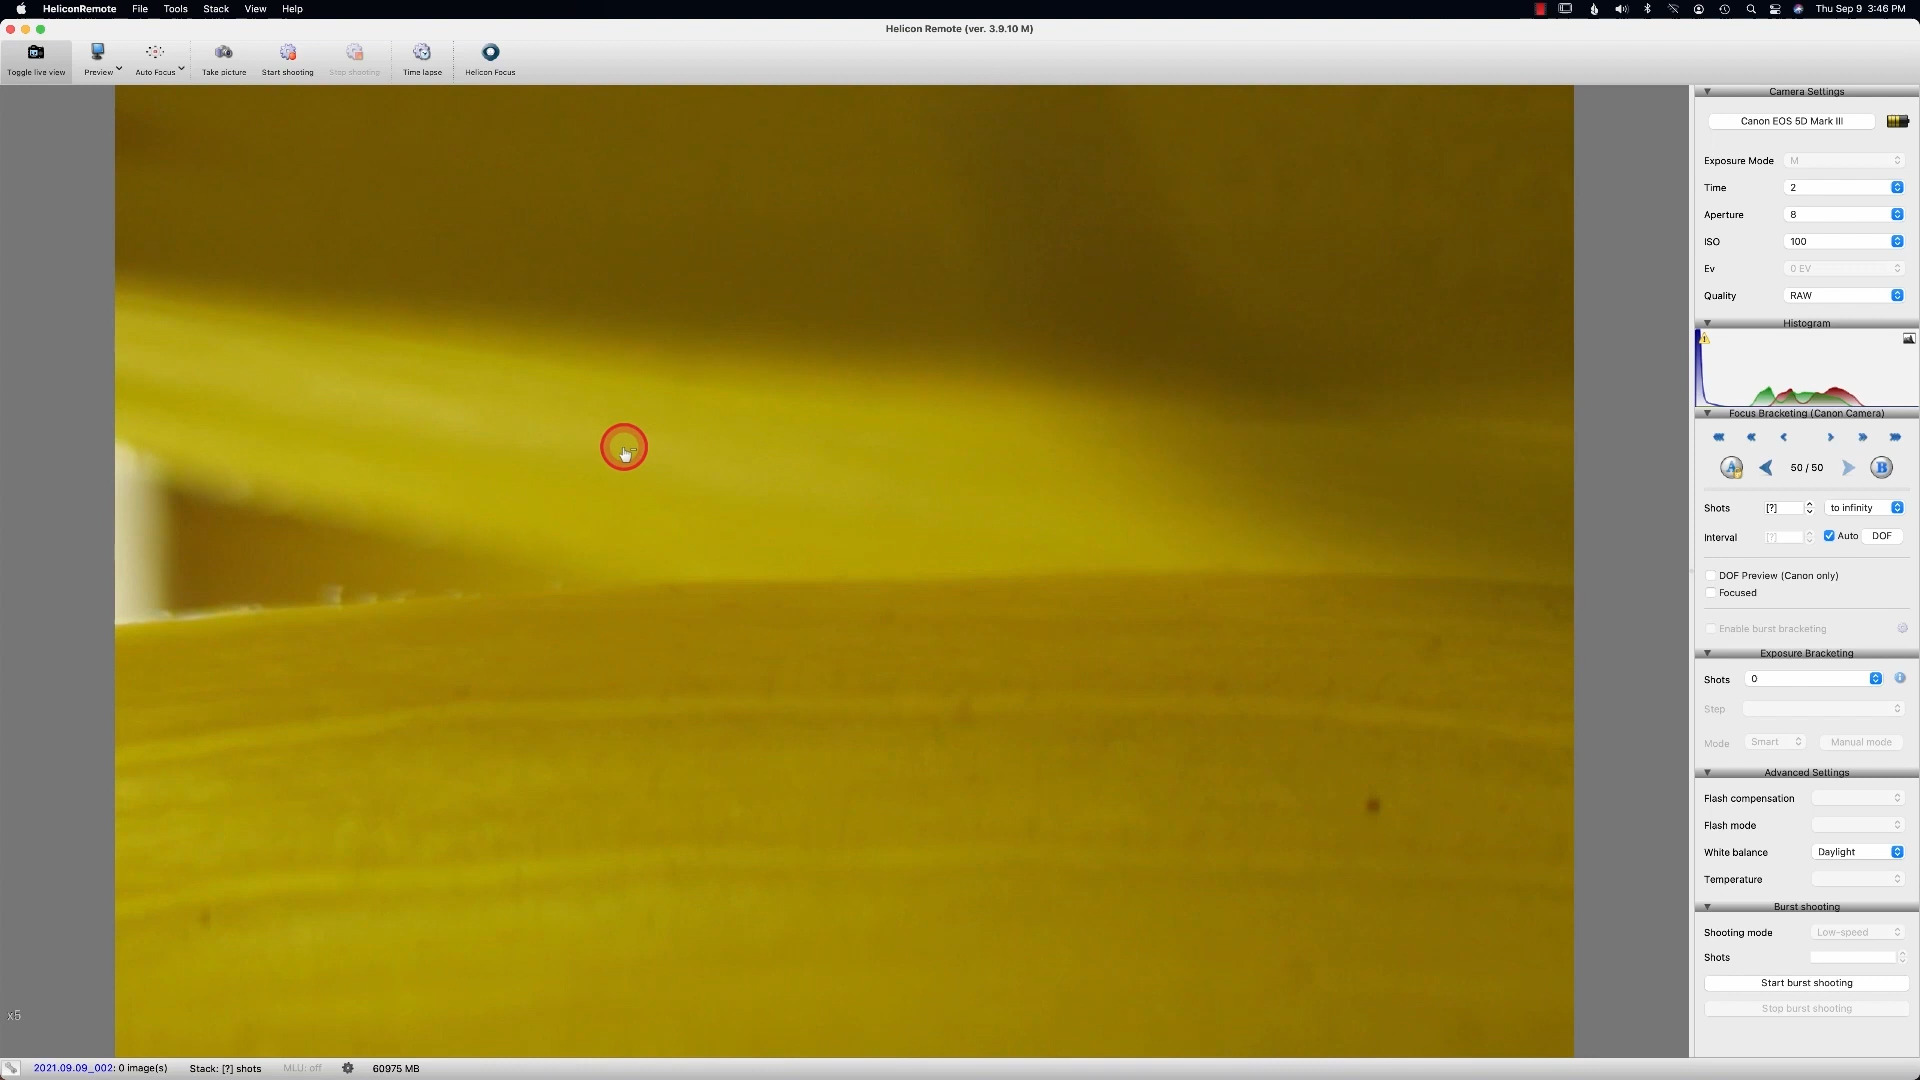 HeliconRemote File Tools Stack View Help Thu Sep 9 3:46 PM
Helicon Remote (ver. 3.9.10 M)
Toggle live view Preview Auto Focus Take picture Start shooting Stop shooting Time lapse Helicon Focus
Camera Settings
Canon EOS 5D Mark III
Exposure Mode M
Time 2
Aperture 8
ISO 100
Ev 0 EV
Quality RAW
Histogram
Focus Bracketing (Canon Camera)
A 50 / 50 B
Shots [?] to infinity
Interval [?] Auto DOF
DOF Preview (Canon only)
Focused
Enable burst bracketing
Exposure Bracketing
Shots 0
Step
Mode Smart Manual mode
Advanced Settings
Flash compensation
Flash mode
White balance Daylight
Temperature
Burst shooting
Shooting mode Low-speed
Shots
Start burst shooting
Stop burst shooting
x5
2021.09.09_002: 0 image(s) Stack: [?] shots MLU: off 60975 MB